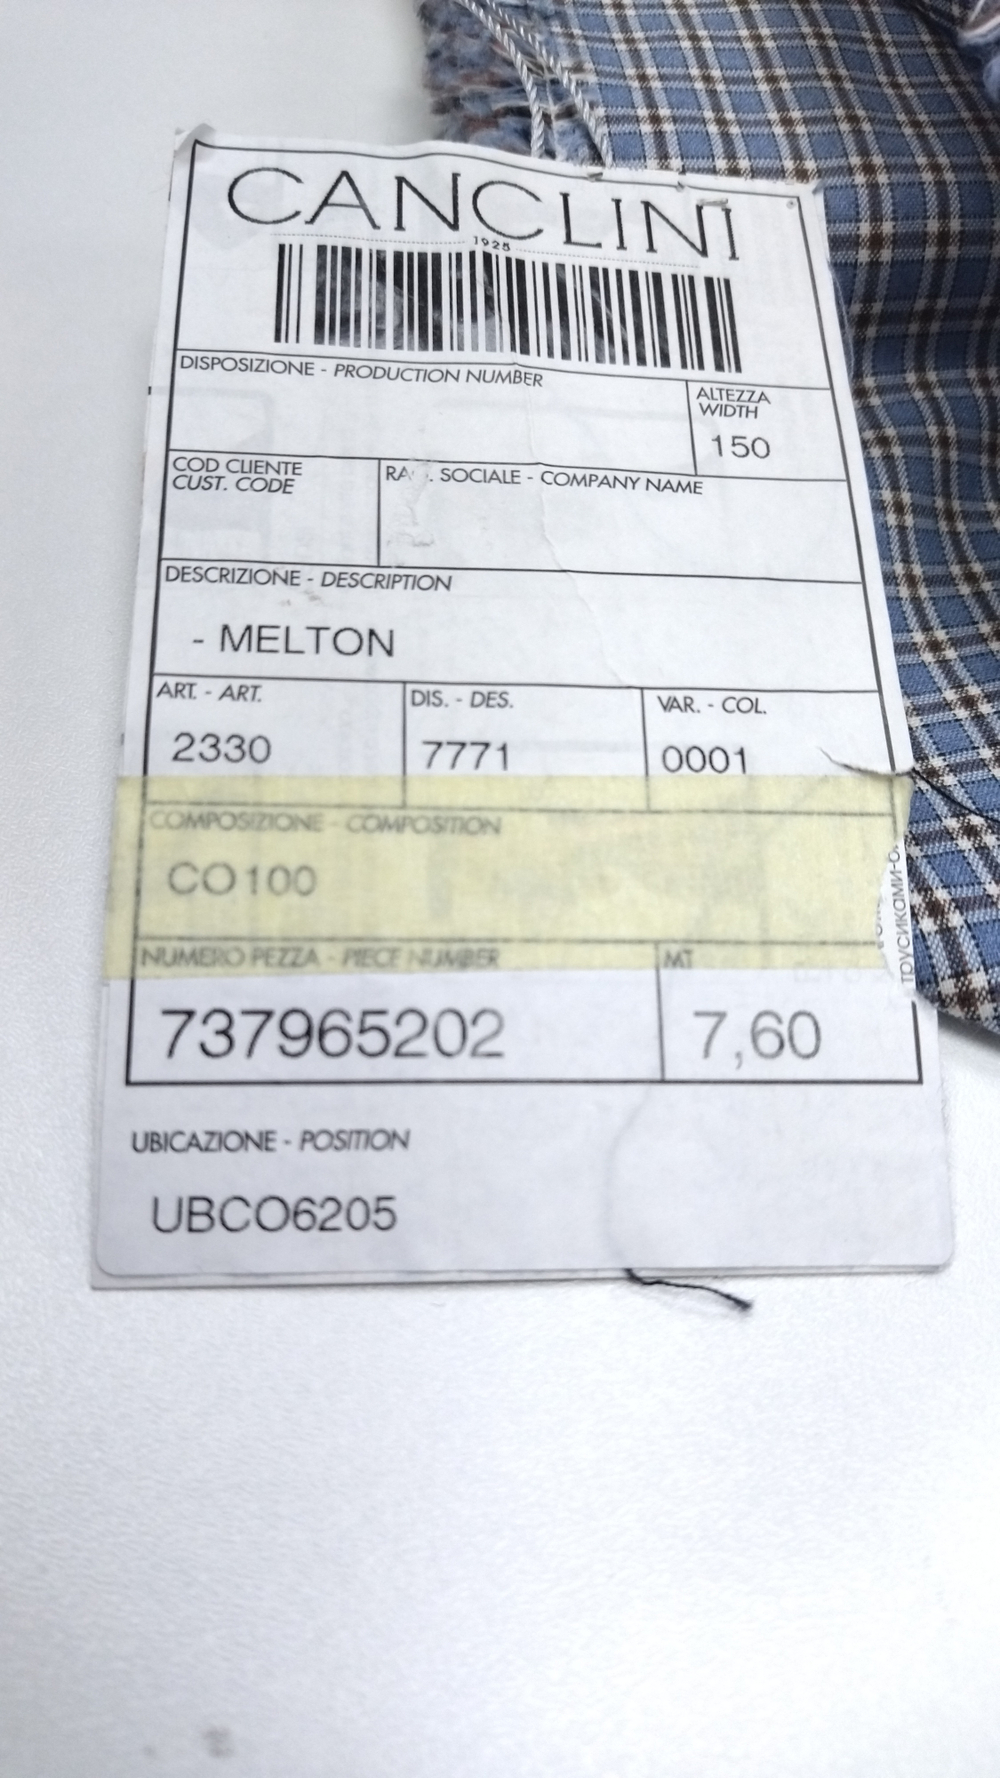 CANCLINI
1925
DISPOSIZIONE - PRODUCTION NUMBER
ALTEZZA
WIDTH
150
COD CLIENTE
CUST. CODE
SOCIALE - COMPANY NAME
DESCRIZIONE - DESCRIPTION
- MELTON
ART. - ART.
DIS. - DES.
VAR. - COL.
2330
7771
0001
COMPOSIZIONE - COMPOSITION
CO100
NUMERO PEZZA - PIECE NUMBER
MT
737965202
7,60
UBICAZIONE - POSITION
UBCO6205